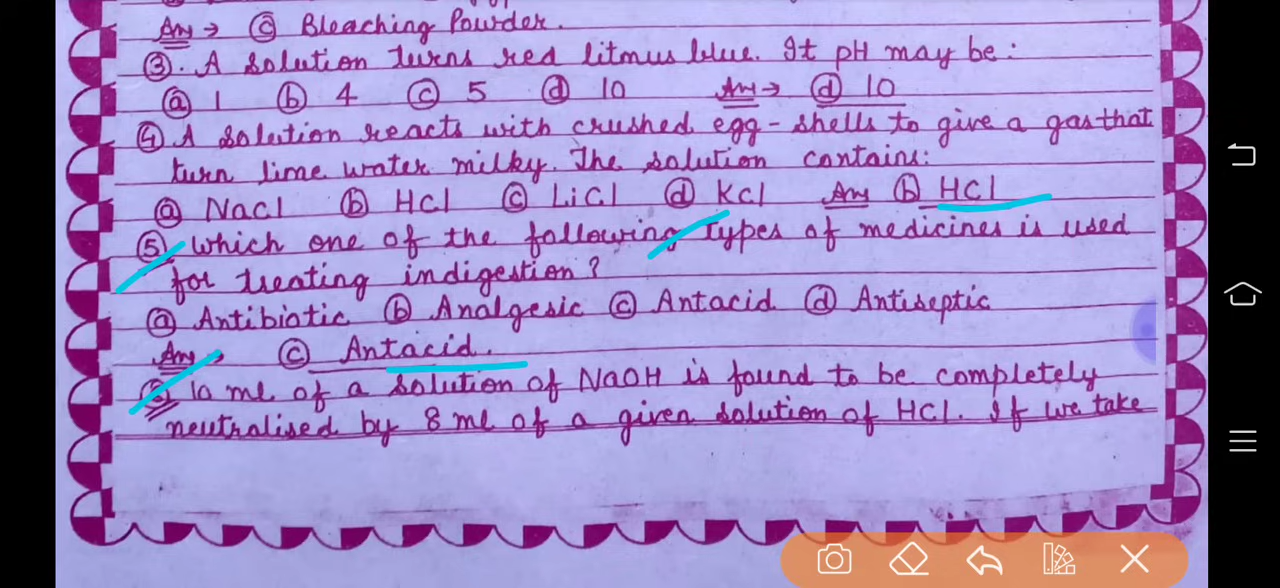 Ans → ⓒ Bleaching Powder.
③. A solution turns red litmus blue. It pH may be :
ⓐ 1 ⓑ 4 ⓒ 5 ⓓ 10 Ans → ⓓ 10
④ A solution reacts with crushed egg - shells to give a gas that
turn lime water milky. The solution contains:
ⓐ NaCl ⓑ HCl ⓒ LiCl ⓓ KCl Ans ⓑ HCl
⑤ which one of the following types of medicines is used
for treating indigestion ?
ⓐ Antibiotic ⓑ Analgesic ⓒ Antacid ⓓ Antiseptic
Ans → ⓒ Antacid.
10 ml of a solution of NaOH is found to be completely
neutralised by 8 ml of a given solution of HCl. If we take